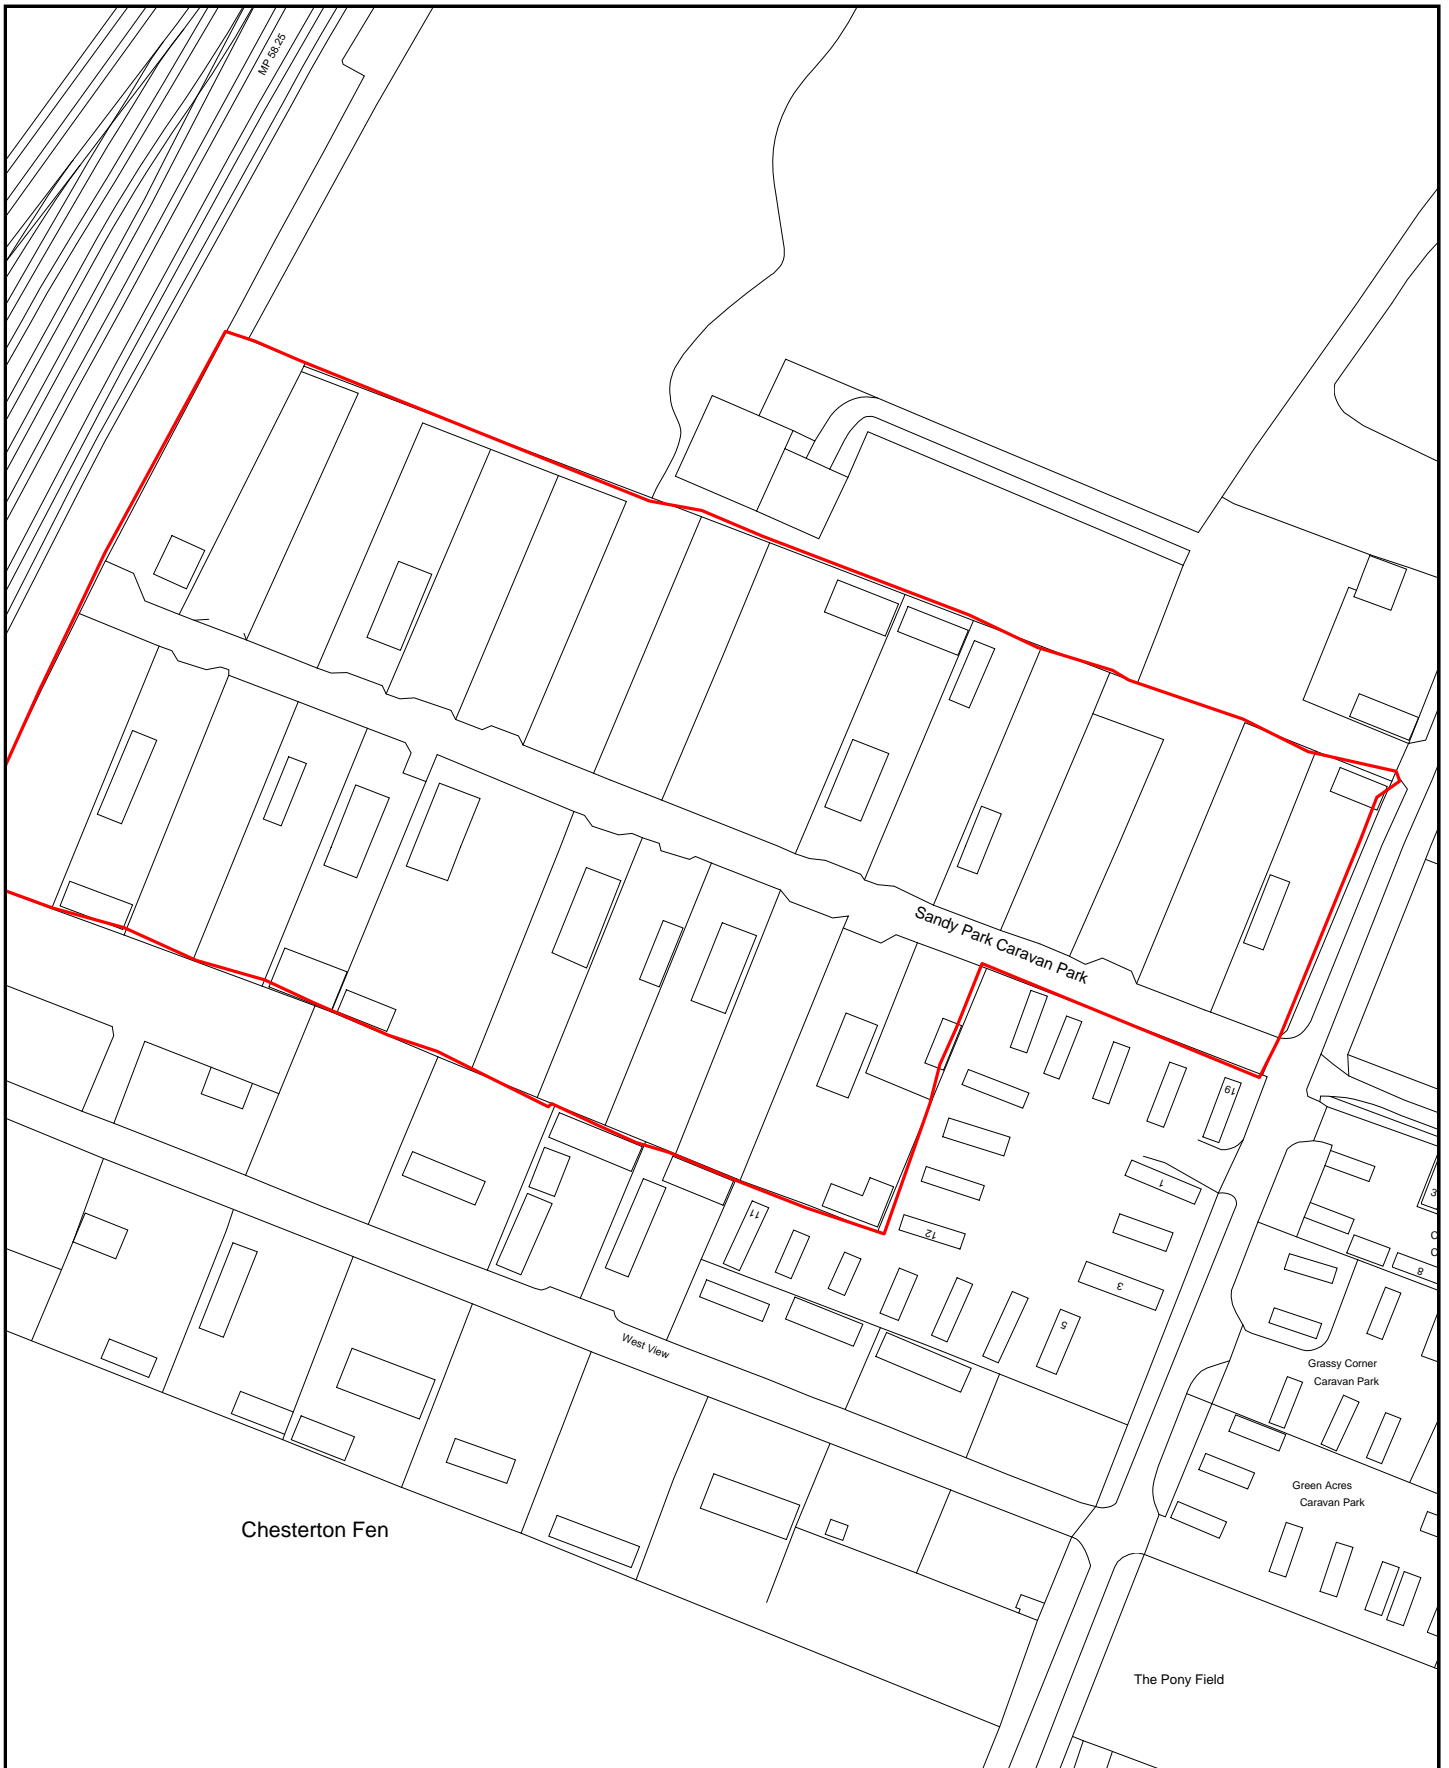 MP 58.25
Sandy Park Caravan Park
19
1
11
12
3
5
8
West View
Grassy Corner
Caravan Park
Green Acres
Caravan Park
Chesterton Fen
The Pony Field